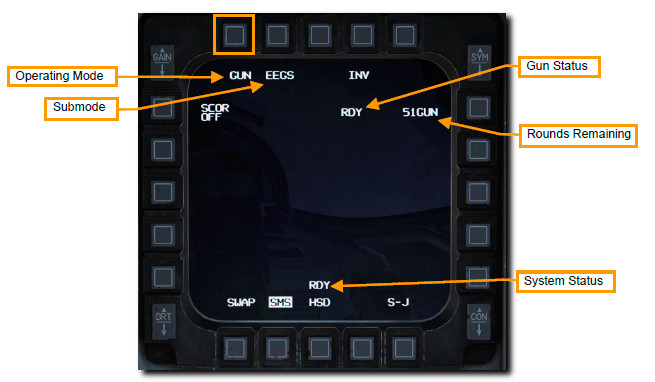 GAIN
SYM
Operating Mode
GUN EEGS INV
Gun Status
Submode
SCOR
OFF
RDY 51GUN
Rounds Remaining
RDY
System Status
SWAP SMS HSD S-J
DRT
CON